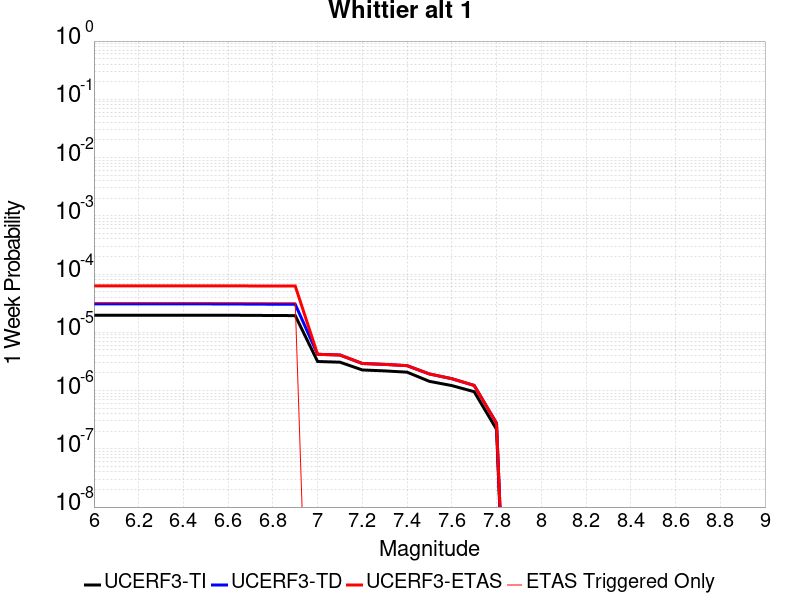 Whittier alt 1
10 0
10 -1
10 -2
10 -3
10 -4
10 -5
10 -6
10 -7
10 -8
1 Week Probability
6 6.2 6.4 6.6 6.8 7 7.2 7.4 7.6 7.8 8 8.2 8.4 8.6 8.8 9
Magnitude
UCERF3-TI UCERF3-TD UCERF3-ETAS ETAS Triggered Only